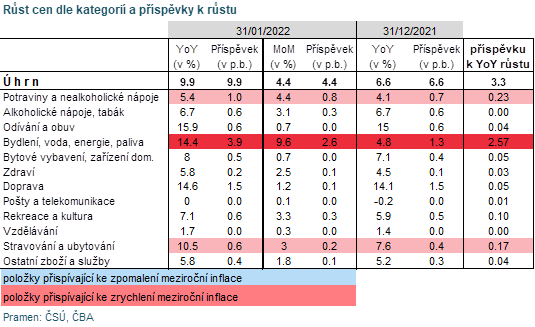 Růst cen dle kategorií a příspěvky k růstu
31/01/2022 31/12/2021
YoY Příspěvek MoM Příspěvek YoY Příspěvek příspěvku
(v %) (v p.b.) (v %) (v p.b.) (v %) (v p.b.) k YoY růstu
Úhrn 9.9 9.9 4.4 4.4 6.6 6.6 3.3
Potraviny a nealkoholické nápoje 5.4 1.0 4.4 0.8 4.1 0.7 0.23
Alkoholické nápoje, tabák 6.7 0.6 3.1 0.3 6.7 0.6 0.00
Odívání a obuv 15.9 0.6 0.7 0.0 15 0.6 0.04
Bydlení, voda, energie, paliva 14.4 3.9 9.6 2.6 4.8 1.3 2.57
Bytové vybavení, zařízení dom. 8 0.5 0.7 0.0 7.1 0.4 0.05
Zdraví 5.8 0.2 2.5 0.1 4.5 0.1 0.03
Doprava 14.6 1.5 1.2 0.1 14.1 1.5 0.05
Pošty a telekomunikace 0 0.0 0.1 0.0 -0.2 0.0 0.01
Rekreace a kultura 7.1 0.6 3.3 0.3 5.9 0.5 0.10
Vzdělávání 1.7 0.0 0.3 0.0 1.4 0.0 0.00
Stravování a ubytování 10.5 0.6 3 0.2 7.6 0.4 0.17
Ostatní zboží a služby 5.8 0.4 1.8 0.1 5.2 0.3 0.04
položky přispívající ke zpomalení meziroční inflace
položky přispívající ke zrychlení meziroční inflace
Pramen: ČSÚ, ČBA